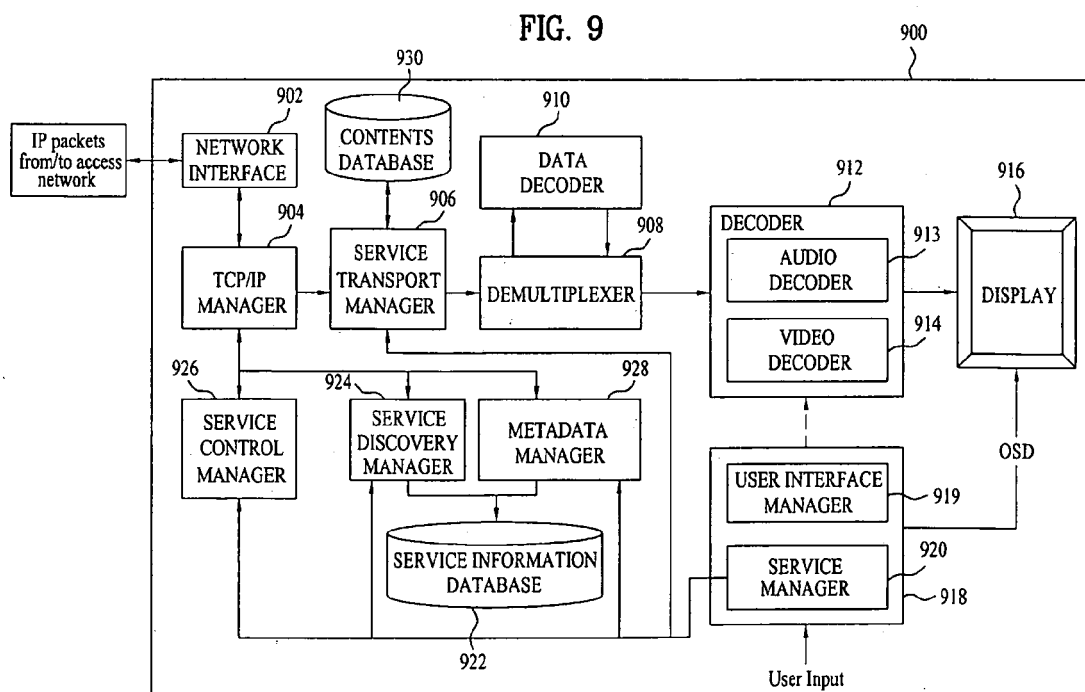 FIG. 9
900
930
902
910
IP packets
from/to access
network
NETWORK
INTERFACE
CONTENTS
DATABASE
DATA
DECODER
912
916
904
906
908
DECODER
913
TCP/IP
MANAGER
SERVICE
TRANSPORT
MANAGER
DEMULTIPLEXER
AUDIO
DECODER
DISPLAY
914
VIDEO
DECODER
926
924
928
SERVICE
CONTROL
MANAGER
SERVICE
DISCOVERY
MANAGER
METADATA
MANAGER
OSD
USER INTERFACE
MANAGER
919
SERVICE INFORMATION
DATABASE
SERVICE
MANAGER
920
918
922
User Input